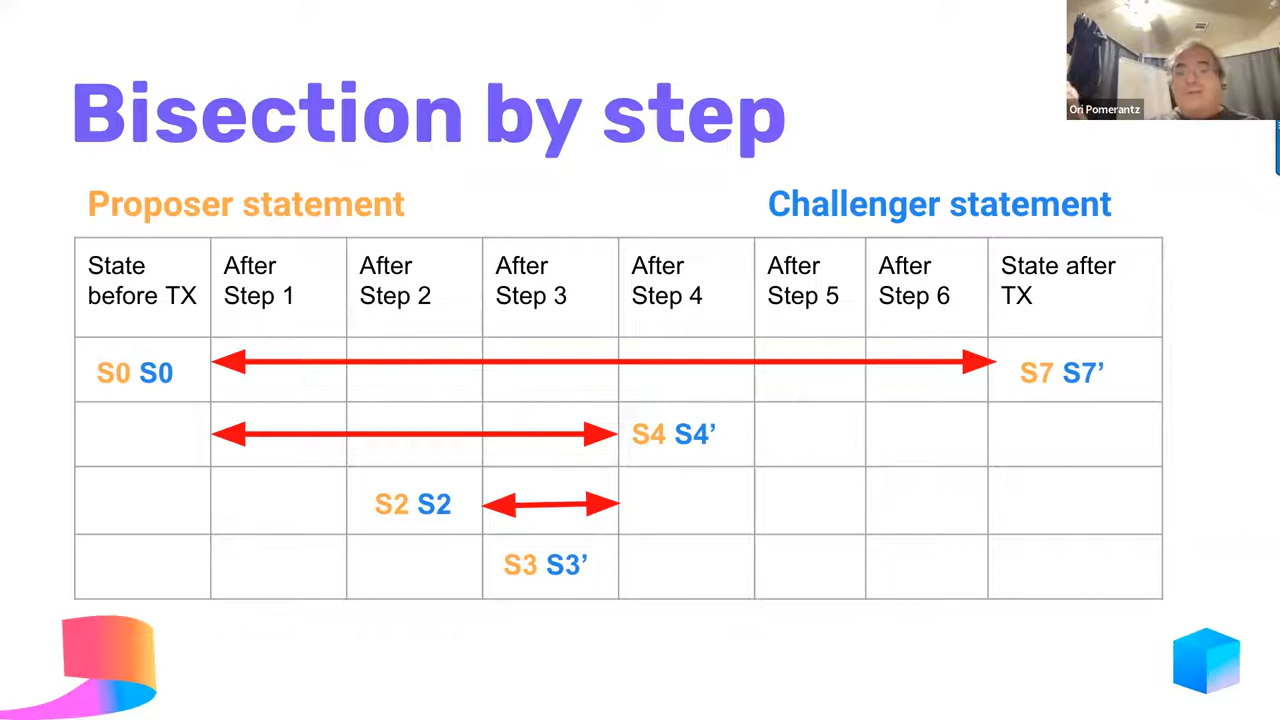 Bisection by step
Ori Pomerantz
Proposer statement
Challenger statement
State before TX
After Step 1
After Step 2
After Step 3
After Step 4
After Step 5
After Step 6
State after TX
S0 S0
S7 S7’
S4 S4’
S2 S2
S3 S3’